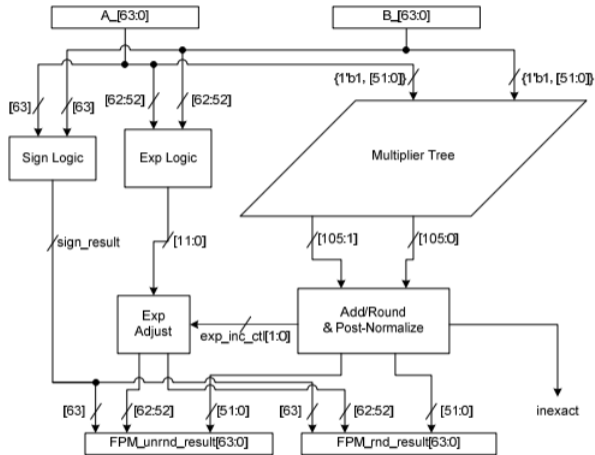 A_[63:0]
B_[63:0]
{1'b1, [51:0]}
{1'b1, [51:0]}
[63]
[63]
[62:52]
[62:52]
Sign Logic
Exp Logic
Multiplier Tree
sign_result
[11:0]
[105:1]
[105:0]
Exp
Adjust
exp_inc_ctl[1:0]
Add/Round
& Post-Normalize
[63]
[62:52]
[51:0]
[63]
[62:52]
[51:0]
inexact
FPM_unrnd_result[63:0]
FPM_rnd_result[63:0]